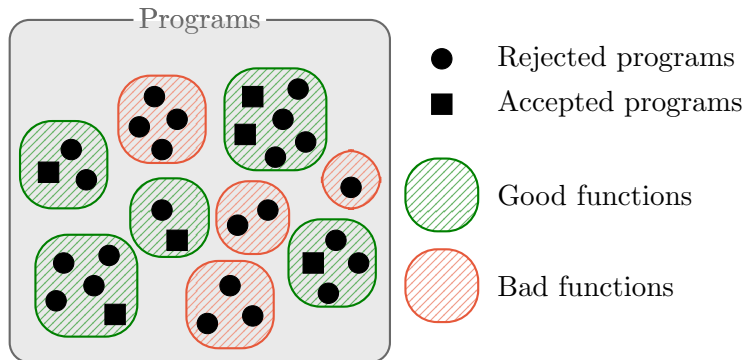 Programs
Rejected programs
Accepted programs
Good functions
Bad functions